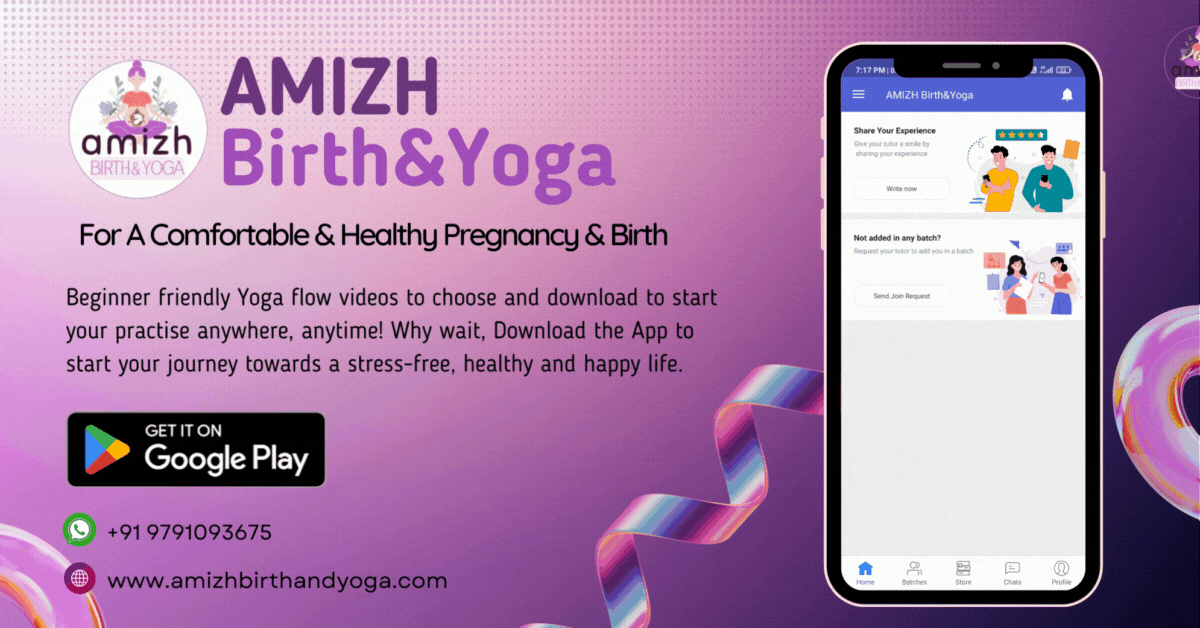 amizh
BIRTH&YOGA
AMIZH
Birth&Yoga
For A Comfortable & Healthy Pregnancy & Birth
Beginner friendly Yoga flow videos to choose and download to start
your practise anywhere, anytime! Why wait, Download the App to
start your journey towards a stress-free, healthy and happy life.
GET IT ON
Google Play
+91 9791093675
www.amizhbirthandyoga.com
7:17 PM
AMIZH Birth&Yoga
Share Your Experience
Give your tutor a smile by
sharing your experience
Write now
Not added in any batch?
Request your tutor to add you in a batch
Send Join Request
Home
Batches
Store
Chats
Profile